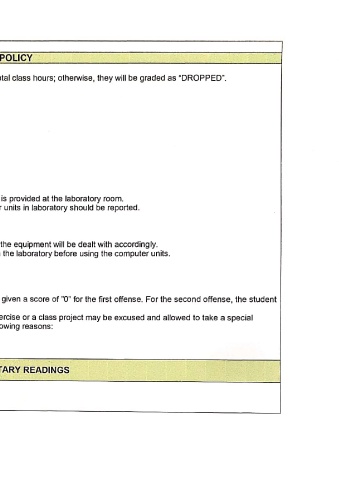 POLICY
tal class hours; otherwise, they will be graded as "DROPPED".
is provided at the laboratory room.
units in laboratory should be reported.
the equipment will be dealt with accordingly.
the laboratory before using the computer units.
given a score of "0" for the first offense. For the second offense, the student
ercise or a class project may be excused and allowed to take a special
owing reasons:
TARY READINGS